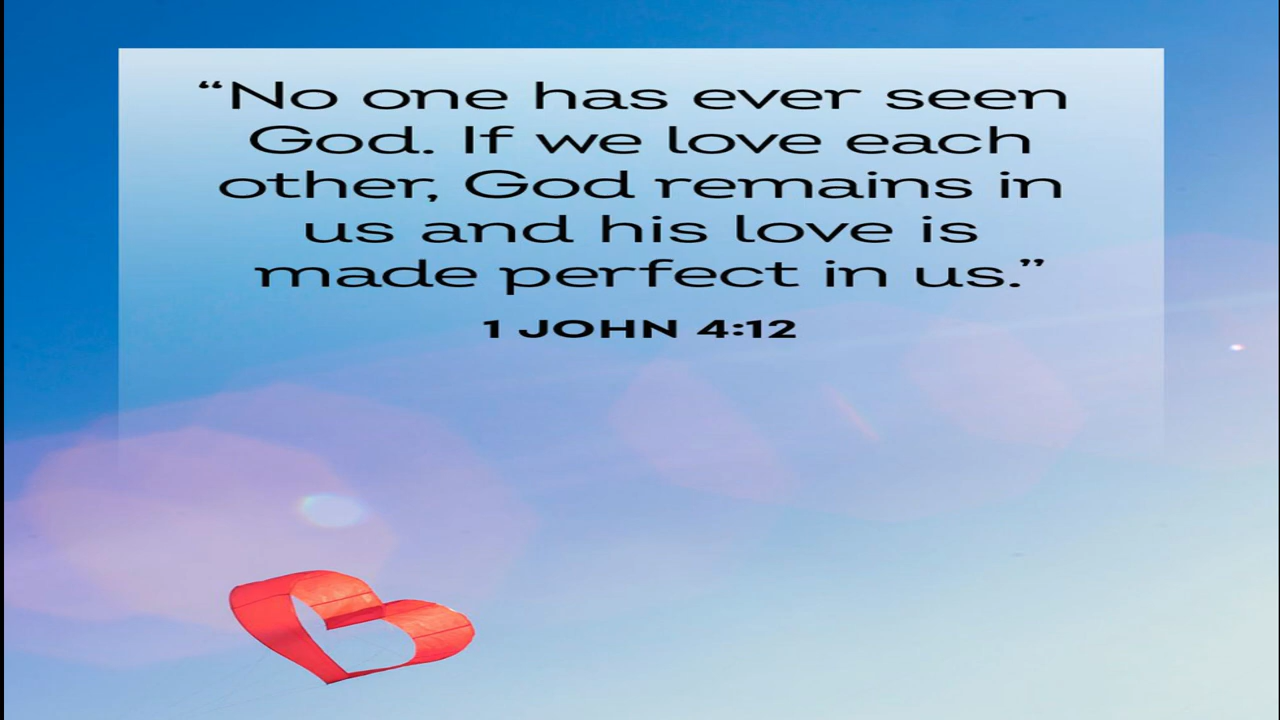 “No one has ever seen
God. If we love each
other, God remains in
us and his love is
made perfect in us.”
1 JOHN 4:12